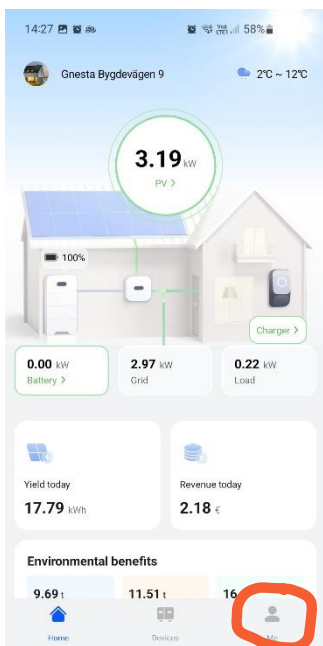 14:27 58%
Gnesta Bygdevägen 9 2℃ ~ 12℃
3.19 kW
PV >
100%
Charger >
0.00 kW 2.97 kW 0.22 kW
Battery > Grid Load
Yield today Revenue today
17.79 kWh 2.18 €
Environmental benefits
9.69 t 11.51 t 16
Home Devices Me